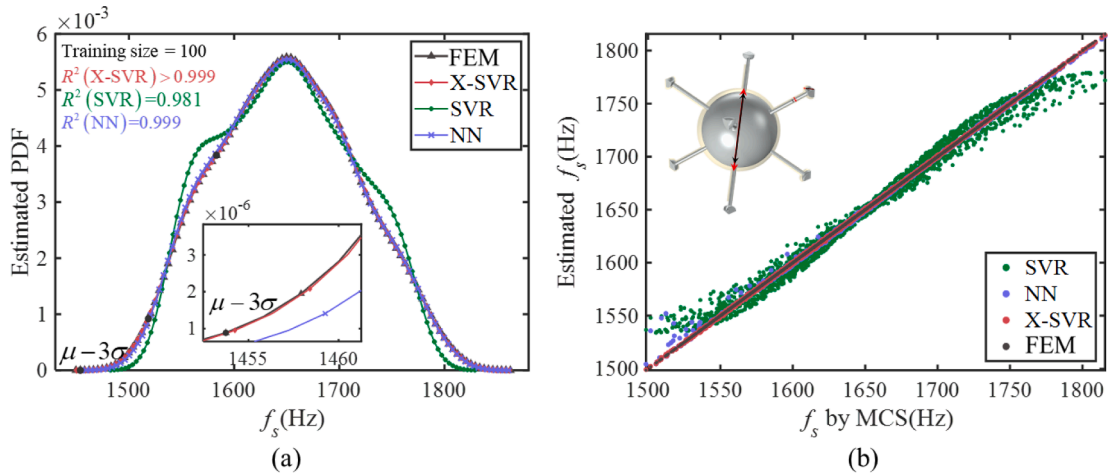 ×10⁻³
6
5
4
3
2
1
0
Estimated PDF
Training size = 100
R²(X-SVR)>0.999
R²(SVR)=0.981
R²(NN)=0.999
FEM
X-SVR
SVR
NN
×10⁻⁶
3
2
1
μ−3σ
1455 1460
μ−3σ
1500 1600 1700 1800
fₛ(Hz)
(a)
1800
1750
1700
1650
1600
1550
1500
Estimated fₛ(Hz)
SVR
NN
X-SVR
FEM
1500 1550 1600 1650 1700 1750 1800
fₛ by MCS(Hz)
(b)